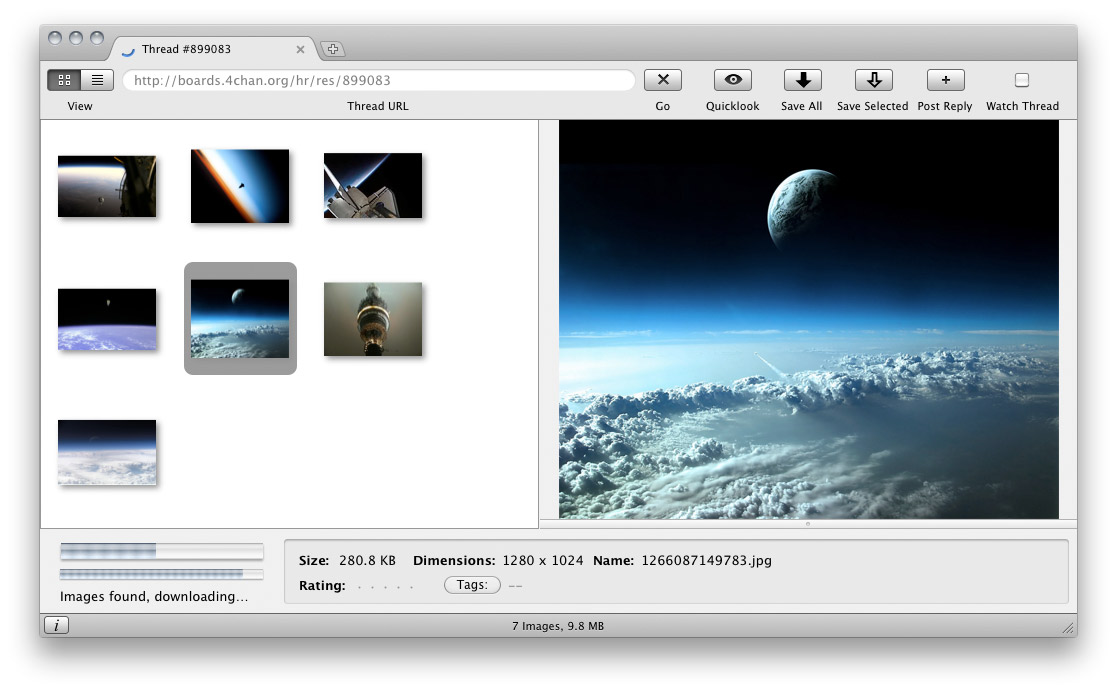 Thread #899083
http://boards.4chan.org/hr/res/899083
View Thread URL Go Quicklook Save All Save Selected Post Reply Watch Thread
Size: 280.8 KB Dimensions: 1280 x 1024 Name: 1266087149783.jpg
Rating: . . . . . Tags: --
Images found, downloading...
i 7 Images, 9.8 MB